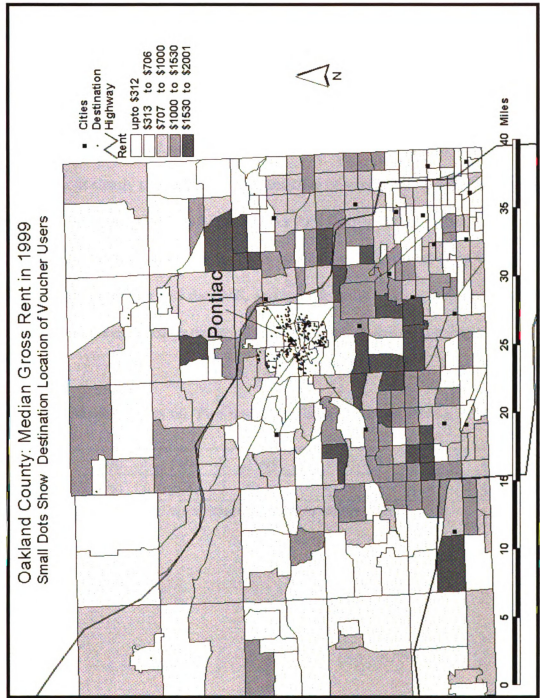 Oakland County: Median Gross Rent in 1999
Small Dots Show Destination Location of Voucher Users
Cities
Destination
Highway
Rent
upto $312
$313 to $706
$707 to $1000
$1000 to $1530
$1530 to $2001
N
Pontiac
0 5 10 15 20 25 30 35 40 Miles